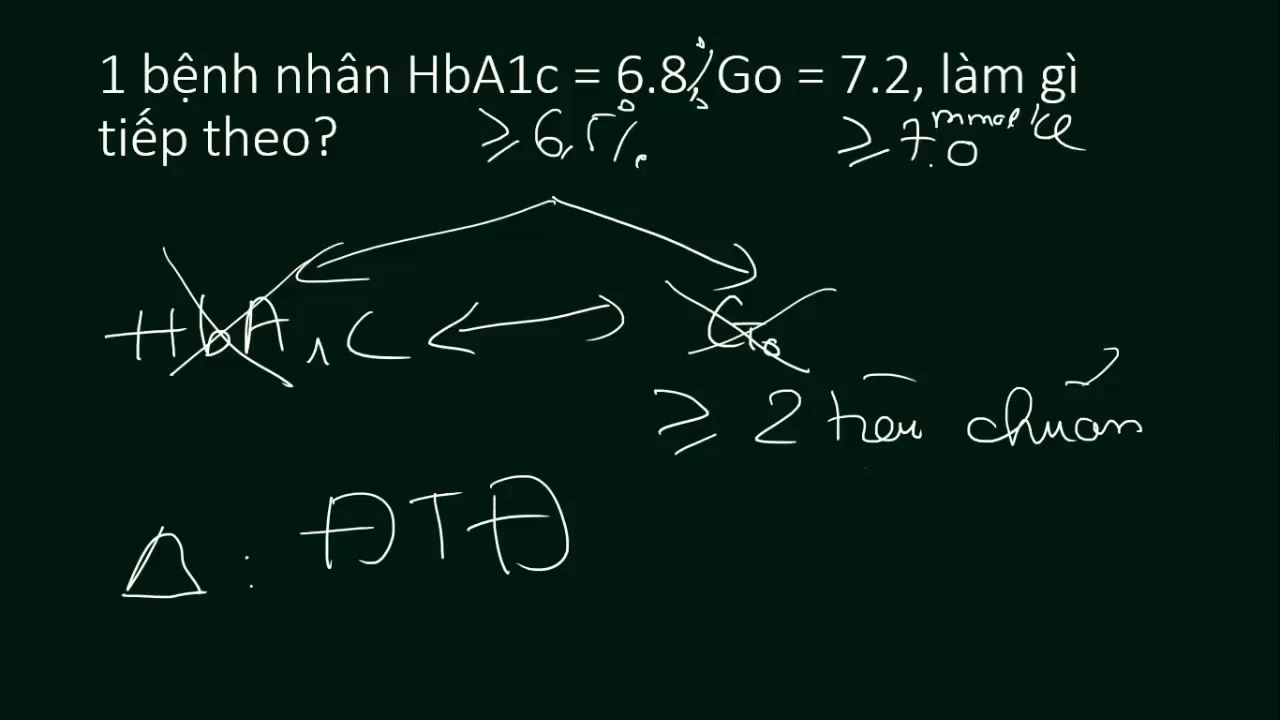 1 bệnh nhân HbA1c = 6.8% Go = 7.2, làm gì
tiếp theo?
≥ 6,5% ≥ 7.0 mmol/l
HbA1C ↔ Go
≥ 2 tiêu chuẩn
Δ : ĐTĐ